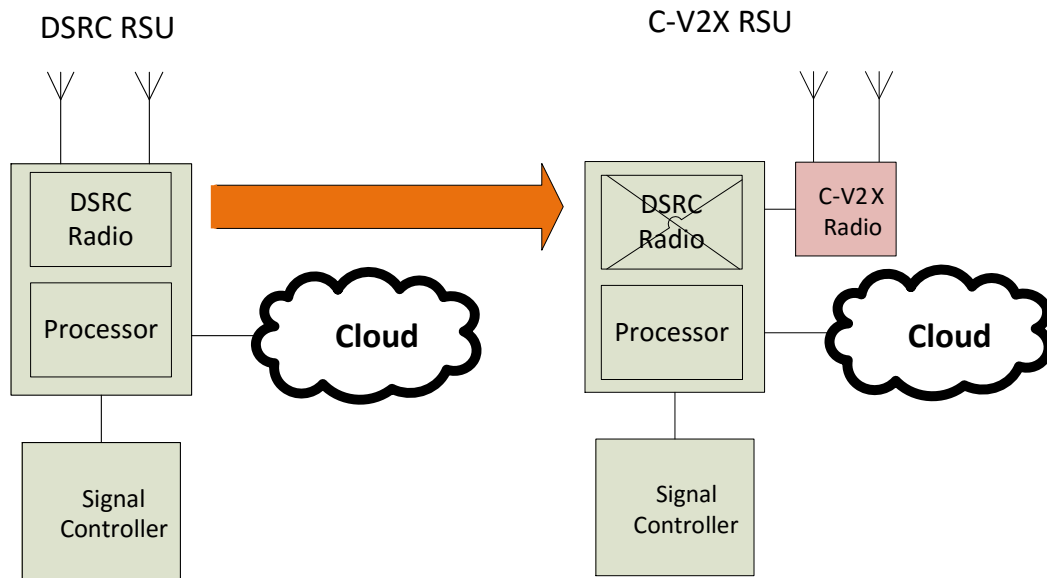 DSRC RSU
C-V2X RSU
DSRC
Radio
Processor
Cloud
Signal
Controller
DSRC
Radio
C-V2X
Radio
Processor
Cloud
Signal
Controller